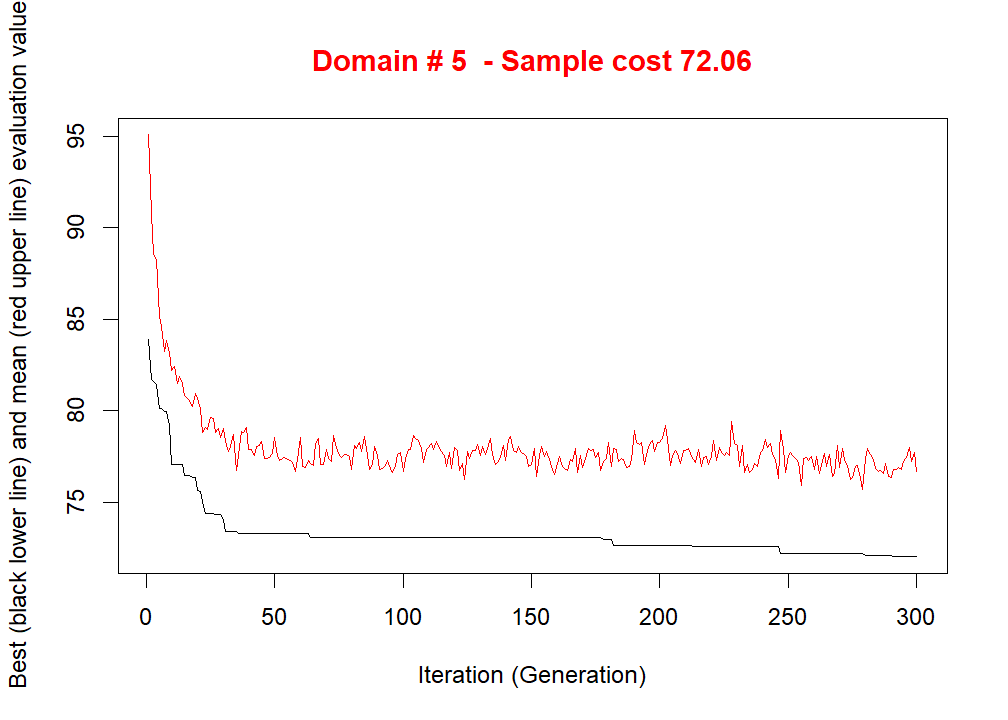 Domain # 5  - Sample cost 72.06
Best (black lower line) and mean (red upper line) evaluation value
95
90
85
80
75
0 50 100 150 200 250 300
Iteration (Generation)